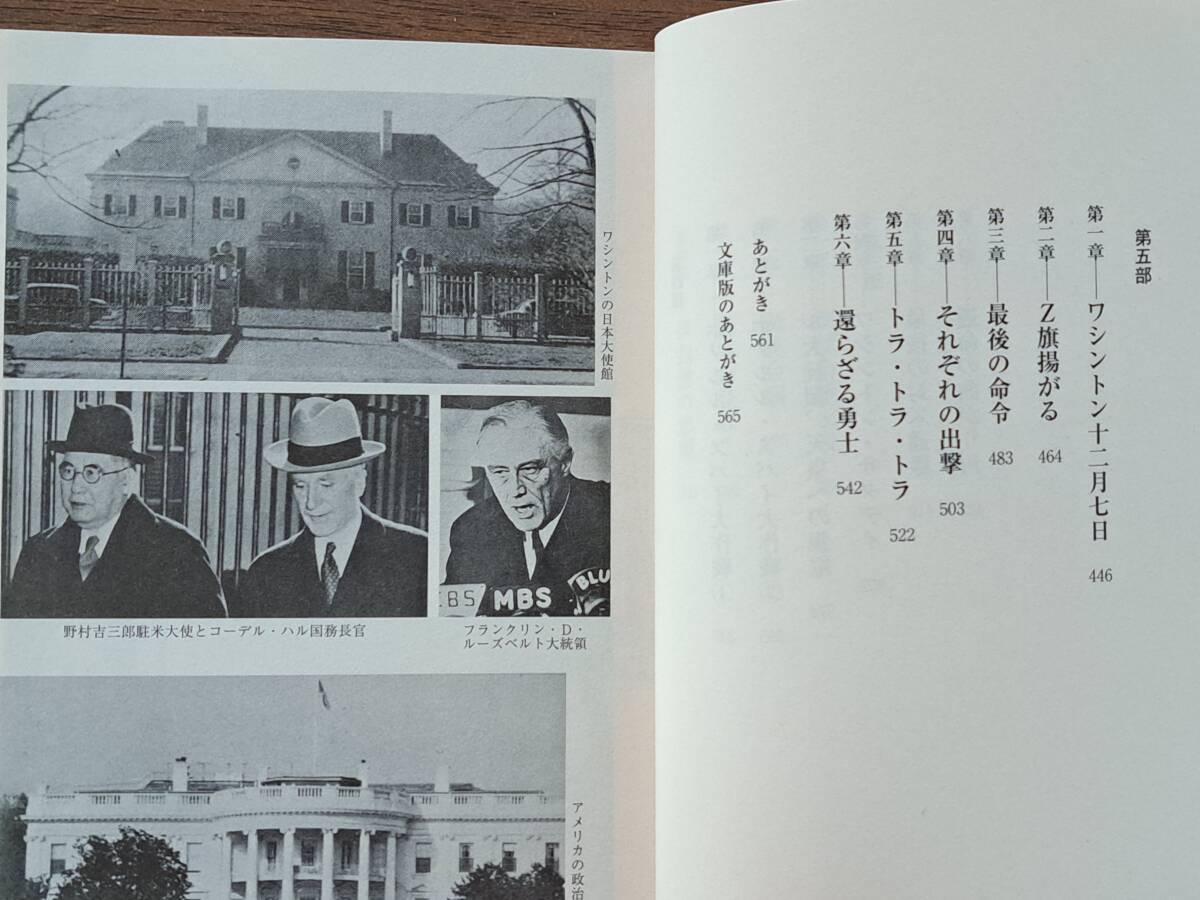 第五部
第一章——ワシントン十二月七日 446
第二章——Z旗揚がる 464
第三章——最後の命令 483
第四章——それぞれの出撃 503
第五章——トラ・トラ・トラ 522
第六章——還らざる勇士 542
あとがき 561
文庫版のあとがき 565
ワシントンの日本大使館
野村吉三郎駐米大使とコーデル・ハル国務長官
BS
MBS
BLU
フランクリン・D・
ルーズベルト大統領
アメリカの政治